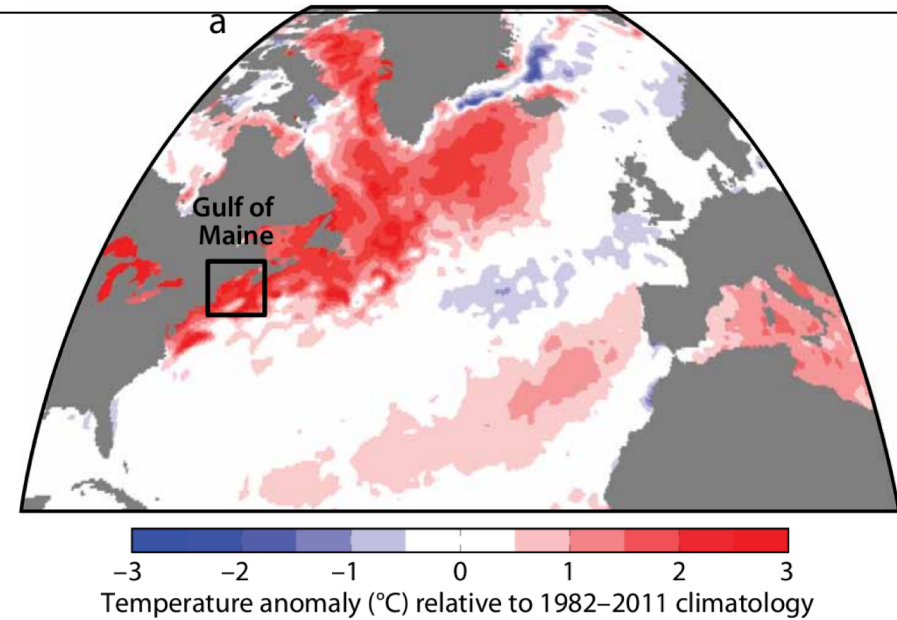 a
Gulf of
Maine
–3 –2 –1 0 1 2 3
Temperature anomaly (°C) relative to 1982–2011 climatology